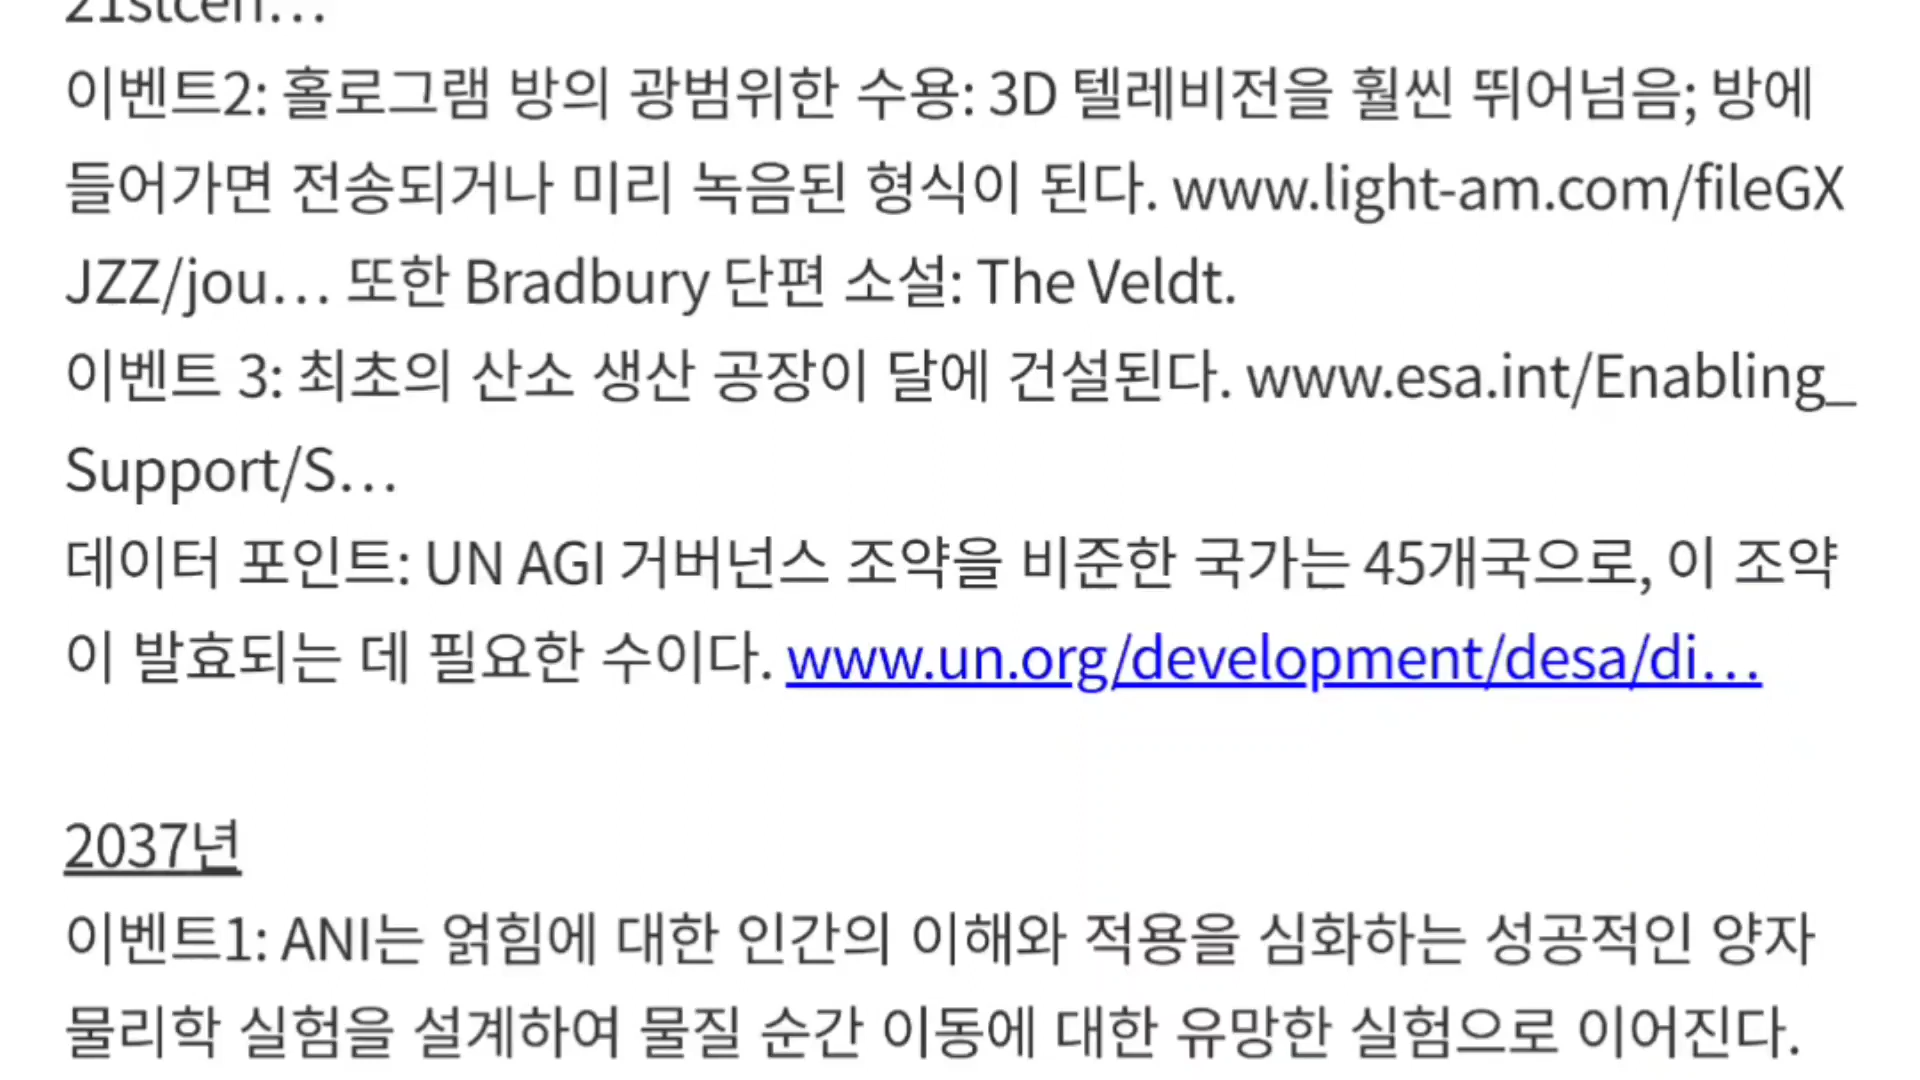 21stcen…
이벤트2: 홀로그램 방의 광범위한 수용: 3D 텔레비전을 훨씬 뛰어넘음; 방에
들어가면 전송되거나 미리 녹음된 형식이 된다. www.light-am.com/fileGX
JZZ/jou… 또한 Bradbury 단편 소설: The Veldt.
이벤트 3: 최초의 산소 생산 공장이 달에 건설된다. www.esa.int/Enabling_
Support/S…
데이터 포인트: UN AGI 거버넌스 조약을 비준한 국가는 45개국으로, 이 조약
이 발효되는 데 필요한 수이다. www.un.org/development/desa/di…
2037년
이벤트1: ANI는 얽힘에 대한 인간의 이해와 적용을 심화하는 성공적인 양자
물리학 실험을 설계하여 물질 순간 이동에 대한 유망한 실험으로 이어진다.